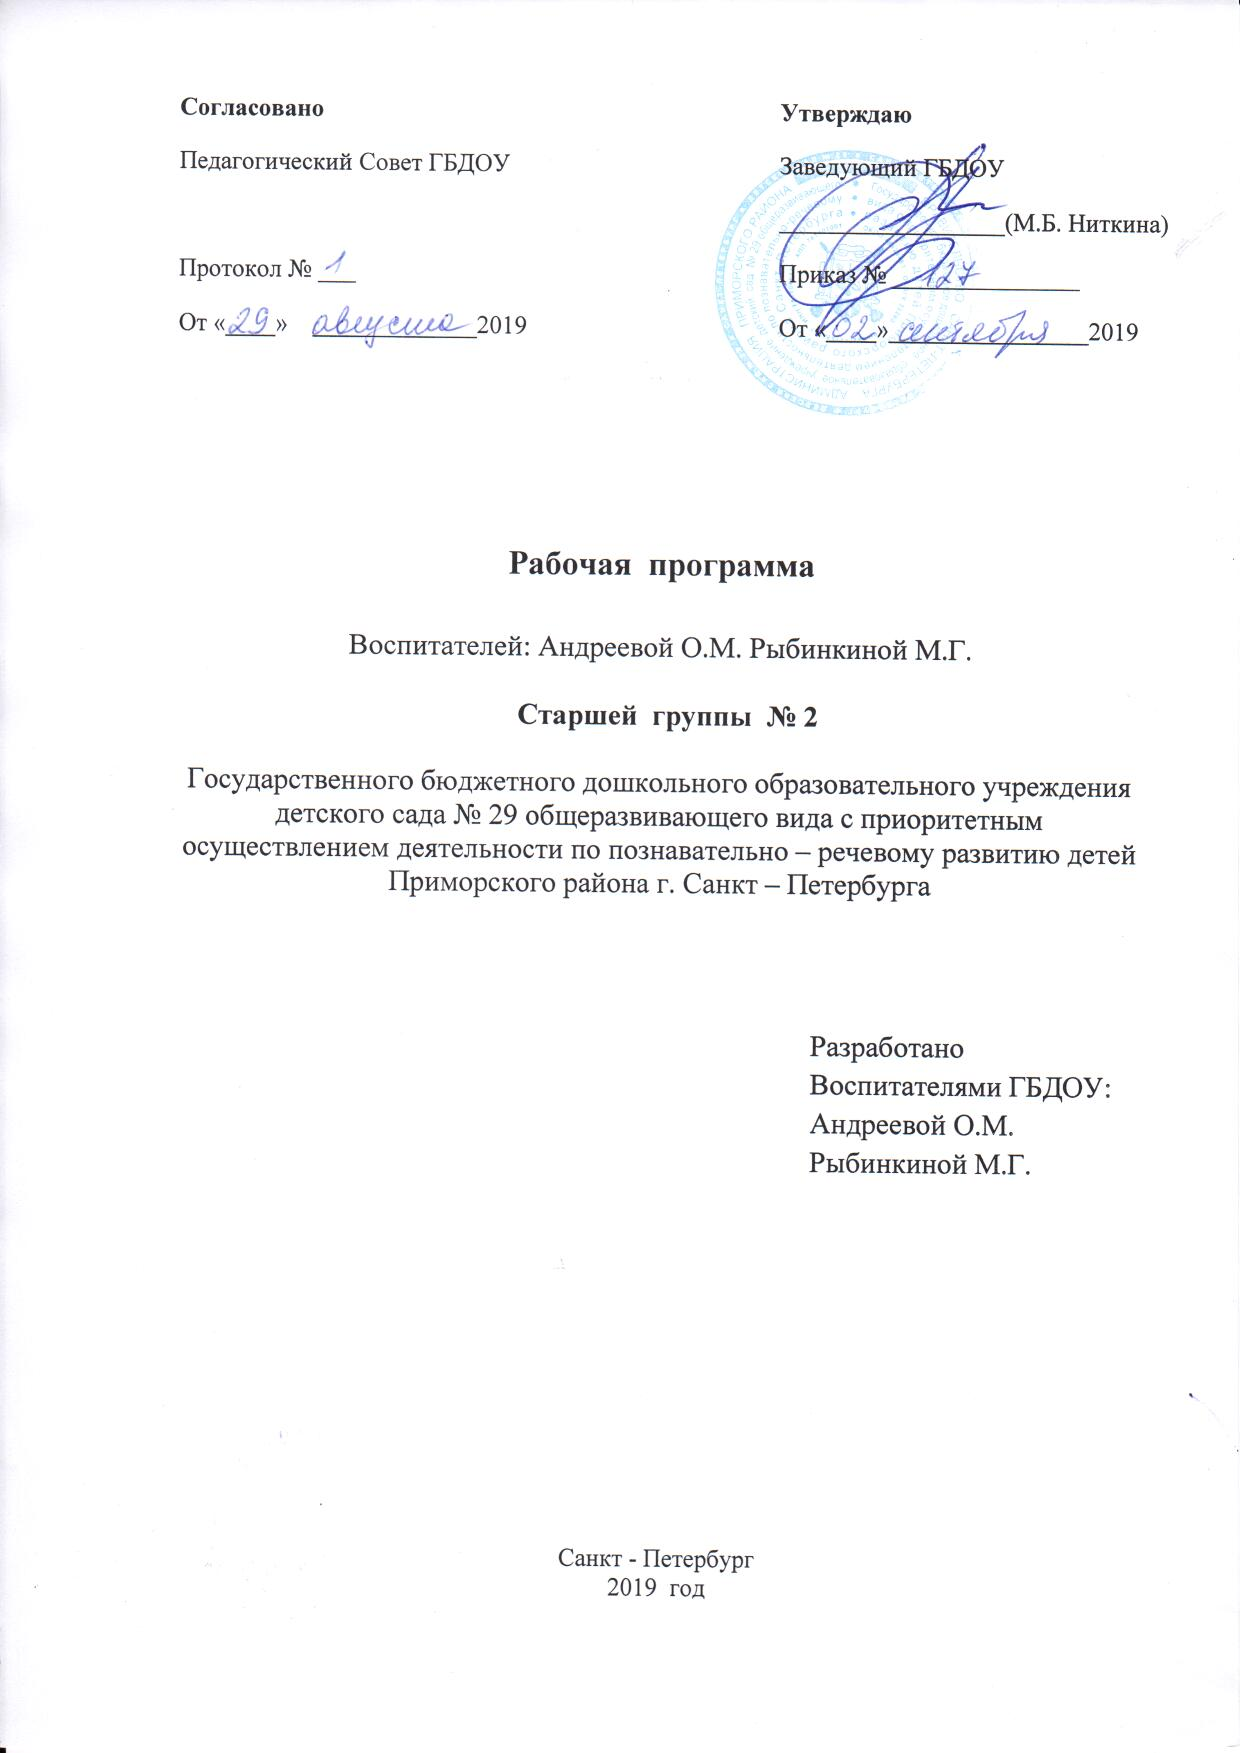 Согласовано
Педагогический Совет ГБДОУ
Протокол № 1
От «29» августа 2019
Утверждаю
Заведующий ГБДОУ
(М.Б. Ниткина)
Приказ № 127
От «02» сентября 2019
Рабочая программа
Воспитателей: Андреевой О.М. Рыбинкиной М.Г.
Старшей группы № 2
Государственного бюджетного дошкольного образовательного учреждения
детского сада № 29 общеразвивающего вида с приоритетным
осуществлением деятельности по познавательно – речевому развитию детей
Приморского района г. Санкт – Петербурга
Разработано
Воспитателями ГБДОУ:
Андреевой О.М.
Рыбинкиной М.Г.
Санкт - Петербург
2019 год